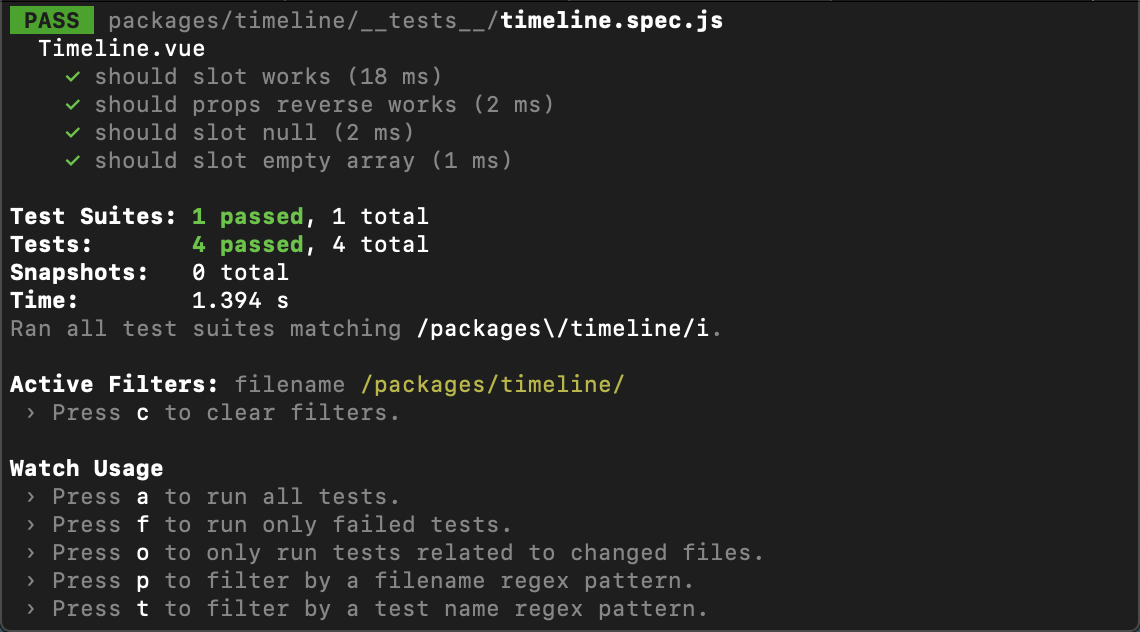 PASS packages/timeline/__tests__/timeline.spec.js
Timeline.vue
✓ should slot works (18 ms)
✓ should props reverse works (2 ms)
✓ should slot null (2 ms)
✓ should slot empty array (1 ms)
Test Suites: 1 passed, 1 total
Tests: 4 passed, 4 total
Snapshots: 0 total
Time: 1.394 s
Ran all test suites matching /packages\/timeline/i.
Active Filters: filename /packages/timeline/
› Press c to clear filters.
Watch Usage
› Press a to run all tests.
› Press f to run only failed tests.
› Press o to only run tests related to changed files.
› Press p to filter by a filename regex pattern.
› Press t to filter by a test name regex pattern.